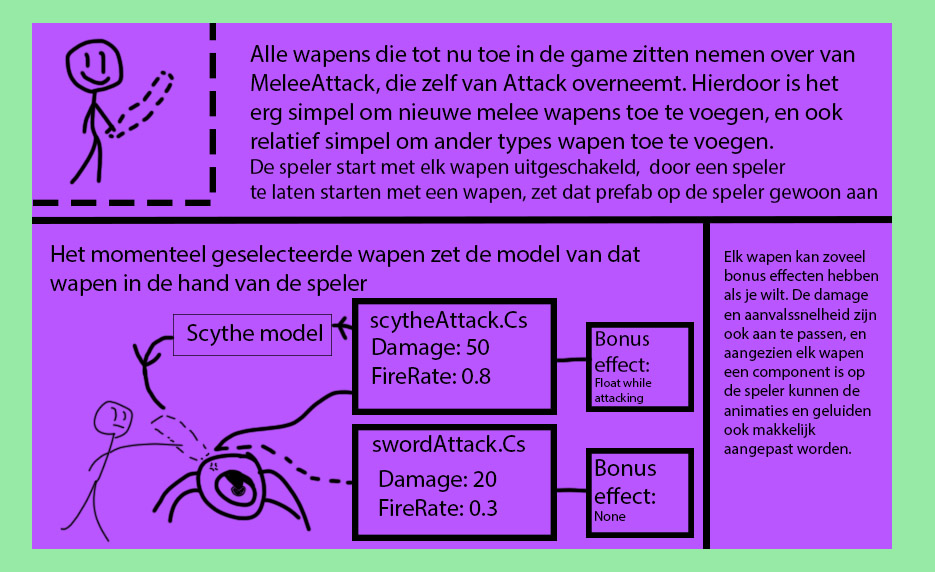 Alle wapens die tot nu toe in de game zitten nemen over van
MeleeAttack, die zelf van Attack overneemt. Hierdoor is het
erg simpel om nieuwe melee wapens toe te voegen, en ook
relatief simpel om ander types wapen toe te voegen.
De speler start met elk wapen uitgeschakeld, door een speler
te laten starten met een wapen, zet dat prefab op de speler gewoon aan
Het momenteel geselecteerde wapen zet de model van dat
wapen in de hand van de speler
Scythe model
scytheAttack.Cs
Damage: 50
FireRate: 0.8
Bonus
effect:
Float while
attacking
swordAttack.Cs
Damage: 20
FireRate: 0.3
Bonus
effect:
None
Elk wapen kan zoveel
bonus effecten hebben
als je wilt. De damage
en aanvalssnelheid zijn
ook aan te passen, en
aangezien elk wapen
een component is op
de speler kunnen de
animaties en geluiden
ook makkelijk
aangepast worden.